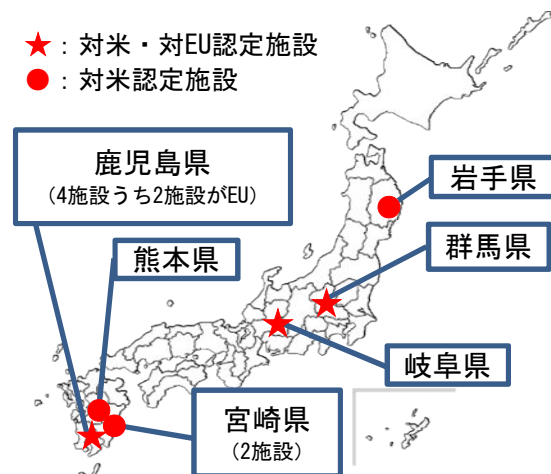 ★：対米・対EU認定施設
●：対米認定施設
鹿児島県
（4施設うち2施設がEU）
熊本県
岩手県
群馬県
岐阜県
宮崎県
（2施設）